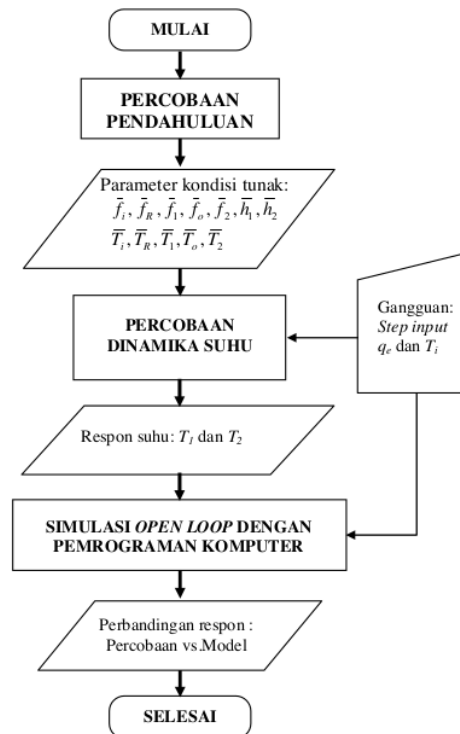 MULAI
PERCOBAAN
PENDAHULUAN
Parameter kondisi tunak:
f̄ᵢ, f̄_R, f̄₁, f̄ₒ, f̄₂, h̄₁, h̄₂
T̄ᵢ, T̄_R, T̄₁, T̄ₒ, T̄₂
PERCOBAAN
DINAMIKA SUHU
Gangguan:
Step input
qₑ dan Tᵢ
Respon suhu: T₁ dan T₂
SIMULASI OPEN LOOP DENGAN
PEMROGRAMAN KOMPUTER
Perbandingan respon :
Percobaan vs.Model
SELESAI